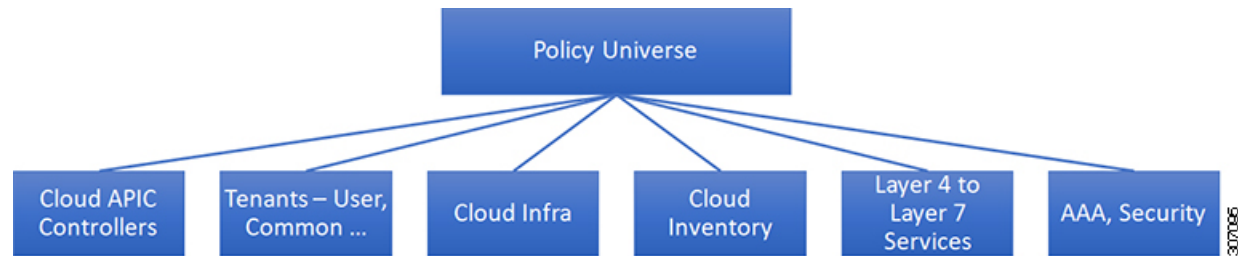 Policy Universe
Cloud APIC
Controllers
Tenants – User,
Common ...
Cloud Infra
Cloud
Inventory
Layer 4 to
Layer 7
Services
AAA, Security
307095